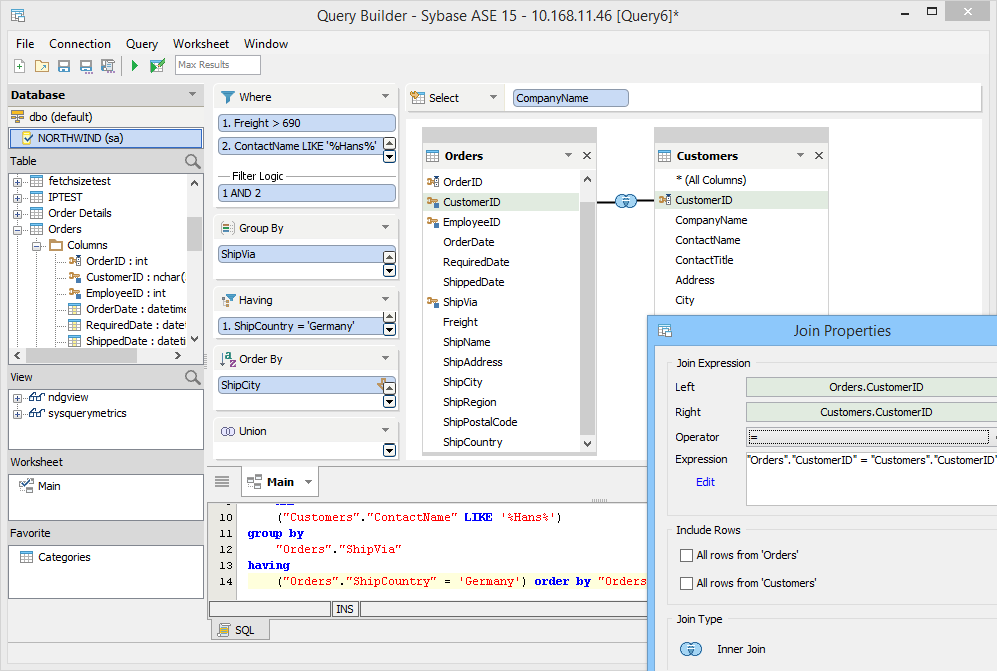 Query Builder - Sybase ASE 15 - 10.168.11.46 [Query6]*
File Connection Query Worksheet Window
Max Results
Database
dbo (default)
NORTHWIND (sa)
Table
fetchsizetest
IPTEST
Order Details
Orders
Columns
OrderID : int
CustomerID : nchar(
EmployeeID : int
OrderDate : datetime
RequiredDate : date
ShippedDate : dateti
View
ndgview
sysquerymetrics
Worksheet
Main
Favorite
Categories
Where
1. Freight > 690
2. ContactName LIKE '%Hans%'
Filter Logic
1 AND 2
Group By
ShipVia
Having
1. ShipCountry = 'Germany'
Order By
ShipCity
Union
Select CompanyName
Orders
OrderID
CustomerID
EmployeeID
OrderDate
RequiredDate
ShippedDate
ShipVia
Freight
ShipName
ShipAddress
ShipCity
ShipRegion
ShipPostalCode
ShipCountry
Customers
* (All Columns)
CustomerID
CompanyName
ContactName
ContactTitle
Address
City
Main
10 ("Customers"."ContactName" LIKE '%Hans%')
11 group by
12 "Orders"."ShipVia"
13 having
14 ("Orders"."ShipCountry" = 'Germany') order by "Orders
INS
SQL
Join Properties
Join Expression
Left Orders.CustomerID
Right Customers.CustomerID
Operator =
Expression "Orders"."CustomerID" = "Customers"."CustomerID"
Edit
Include Rows
All rows from 'Orders'
All rows from 'Customers'
Join Type
Inner Join